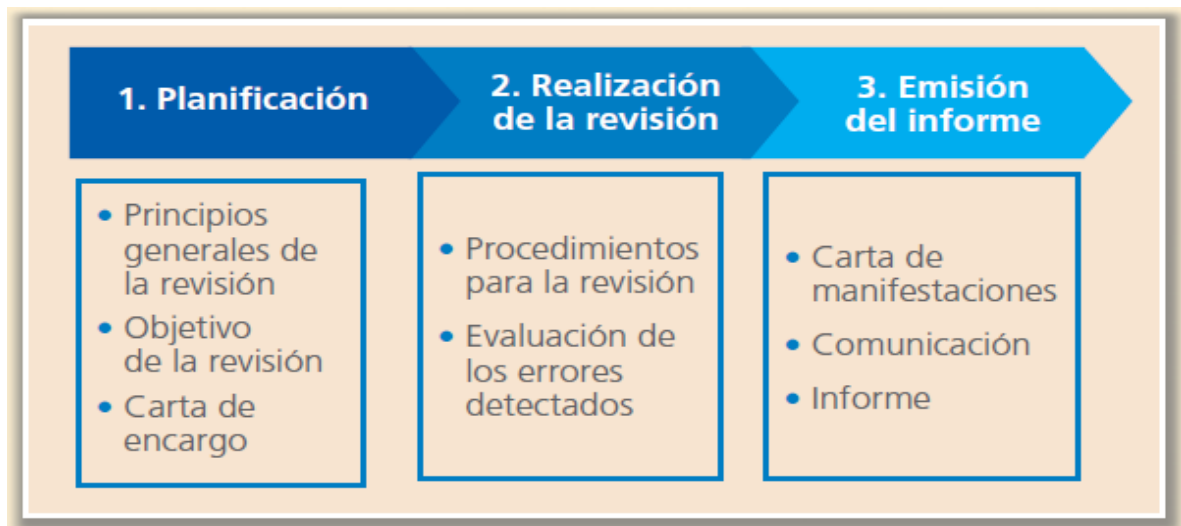 1. Planificación
2. Realización
de la revisión
3. Emisión
del informe
• Principios
generales de
la revisión
• Objetivo
de la revisión
• Carta de
encargo
• Procedimientos
para la revisión
• Evaluación de
los errores
detectados
• Carta de
manifestaciones
• Comunicación
• Informe